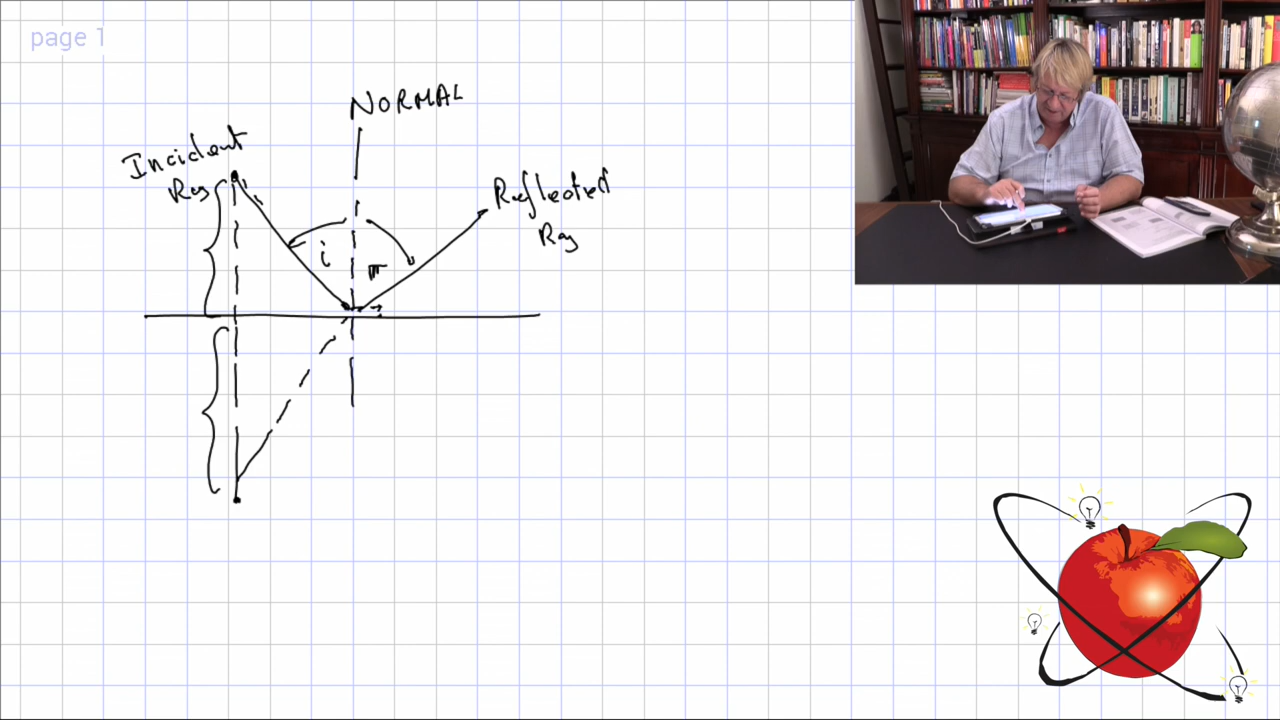 page 1
NORMAL
Incident
Ray
Reflected
Ray
i
r